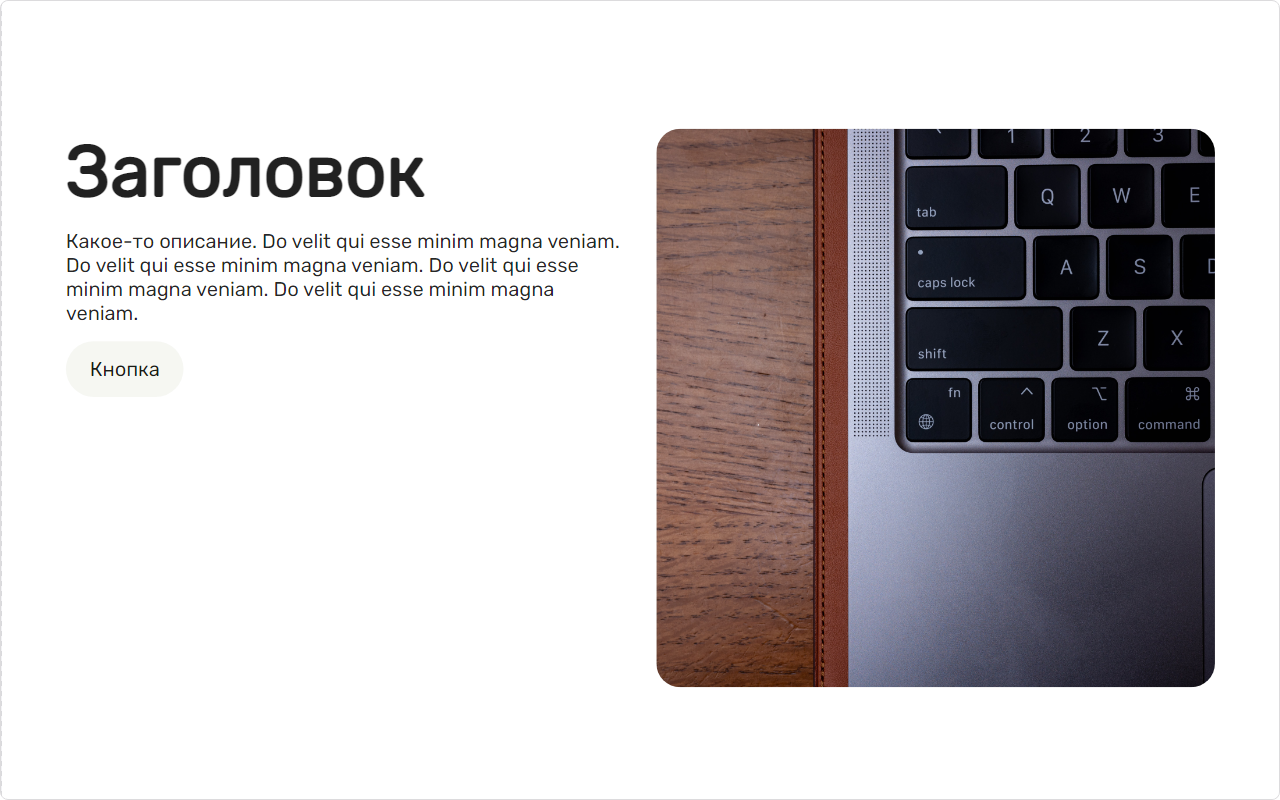 Заголовок
Какое-то описание. Do velit qui esse minim magna veniam.
Do velit qui esse minim magna veniam. Do velit qui esse
minim magna veniam. Do velit qui esse minim magna
veniam.
Кнопка
1 2 3
tab Q W E
caps lock A S
shift Z X
fn
control option command